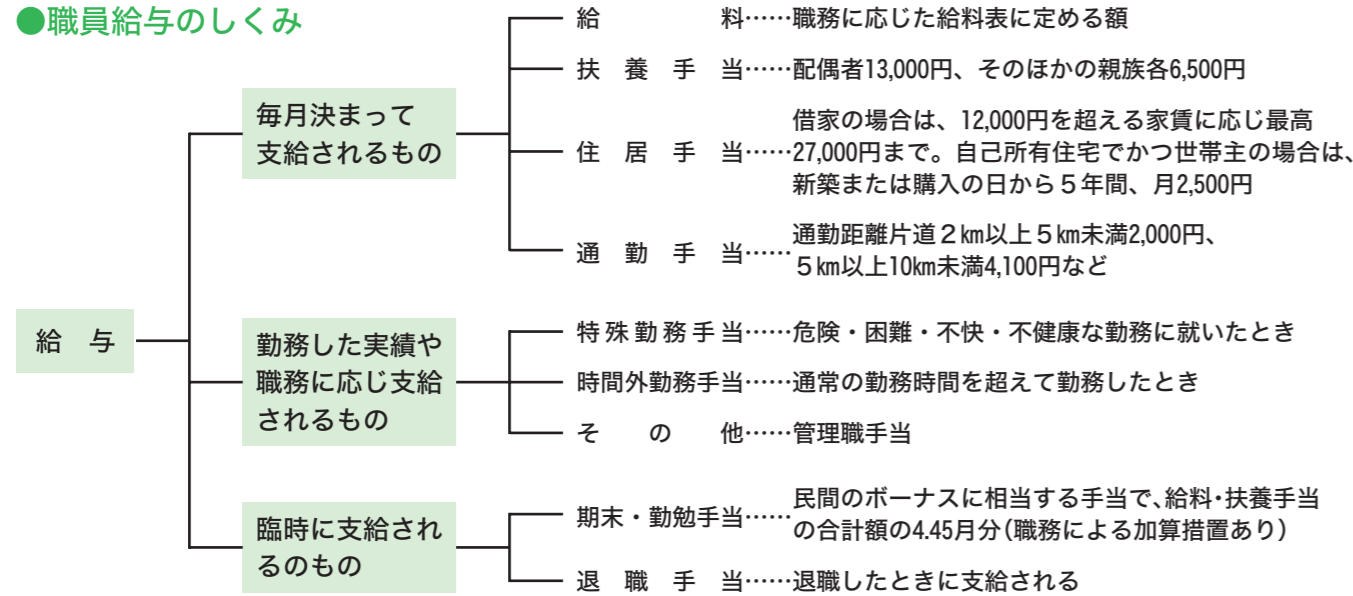 ●職員給与のしくみ
給与
毎月決まって
支給されるもの
給料……職務に応じた給料表に定める額
扶養手当……配偶者13,000円、そのほかの親族各6,500円
住居手当……借家の場合は、12,000円を超える家賃に応じ最高
27,000円まで。自己所有住宅でかつ世帯主の場合は、
新築または購入の日から５年間、月2,500円
通勤手当……通勤距離片道２㎞以上５㎞未満2,000円、
５㎞以上10㎞未満4,100円など
勤務した実績や
職務に応じ支給
されるもの
特殊勤務手当……危険・困難・不快・不健康な勤務に就いたとき
時間外勤務手当……通常の勤務時間を超えて勤務したとき
その他……管理職手当
臨時に支給され
るのもの
期末・勤勉手当……民間のボーナスに相当する手当で､給料･扶養手当
の合計額の4.45月分（職務による加算措置あり）
退職手当……退職したときに支給される